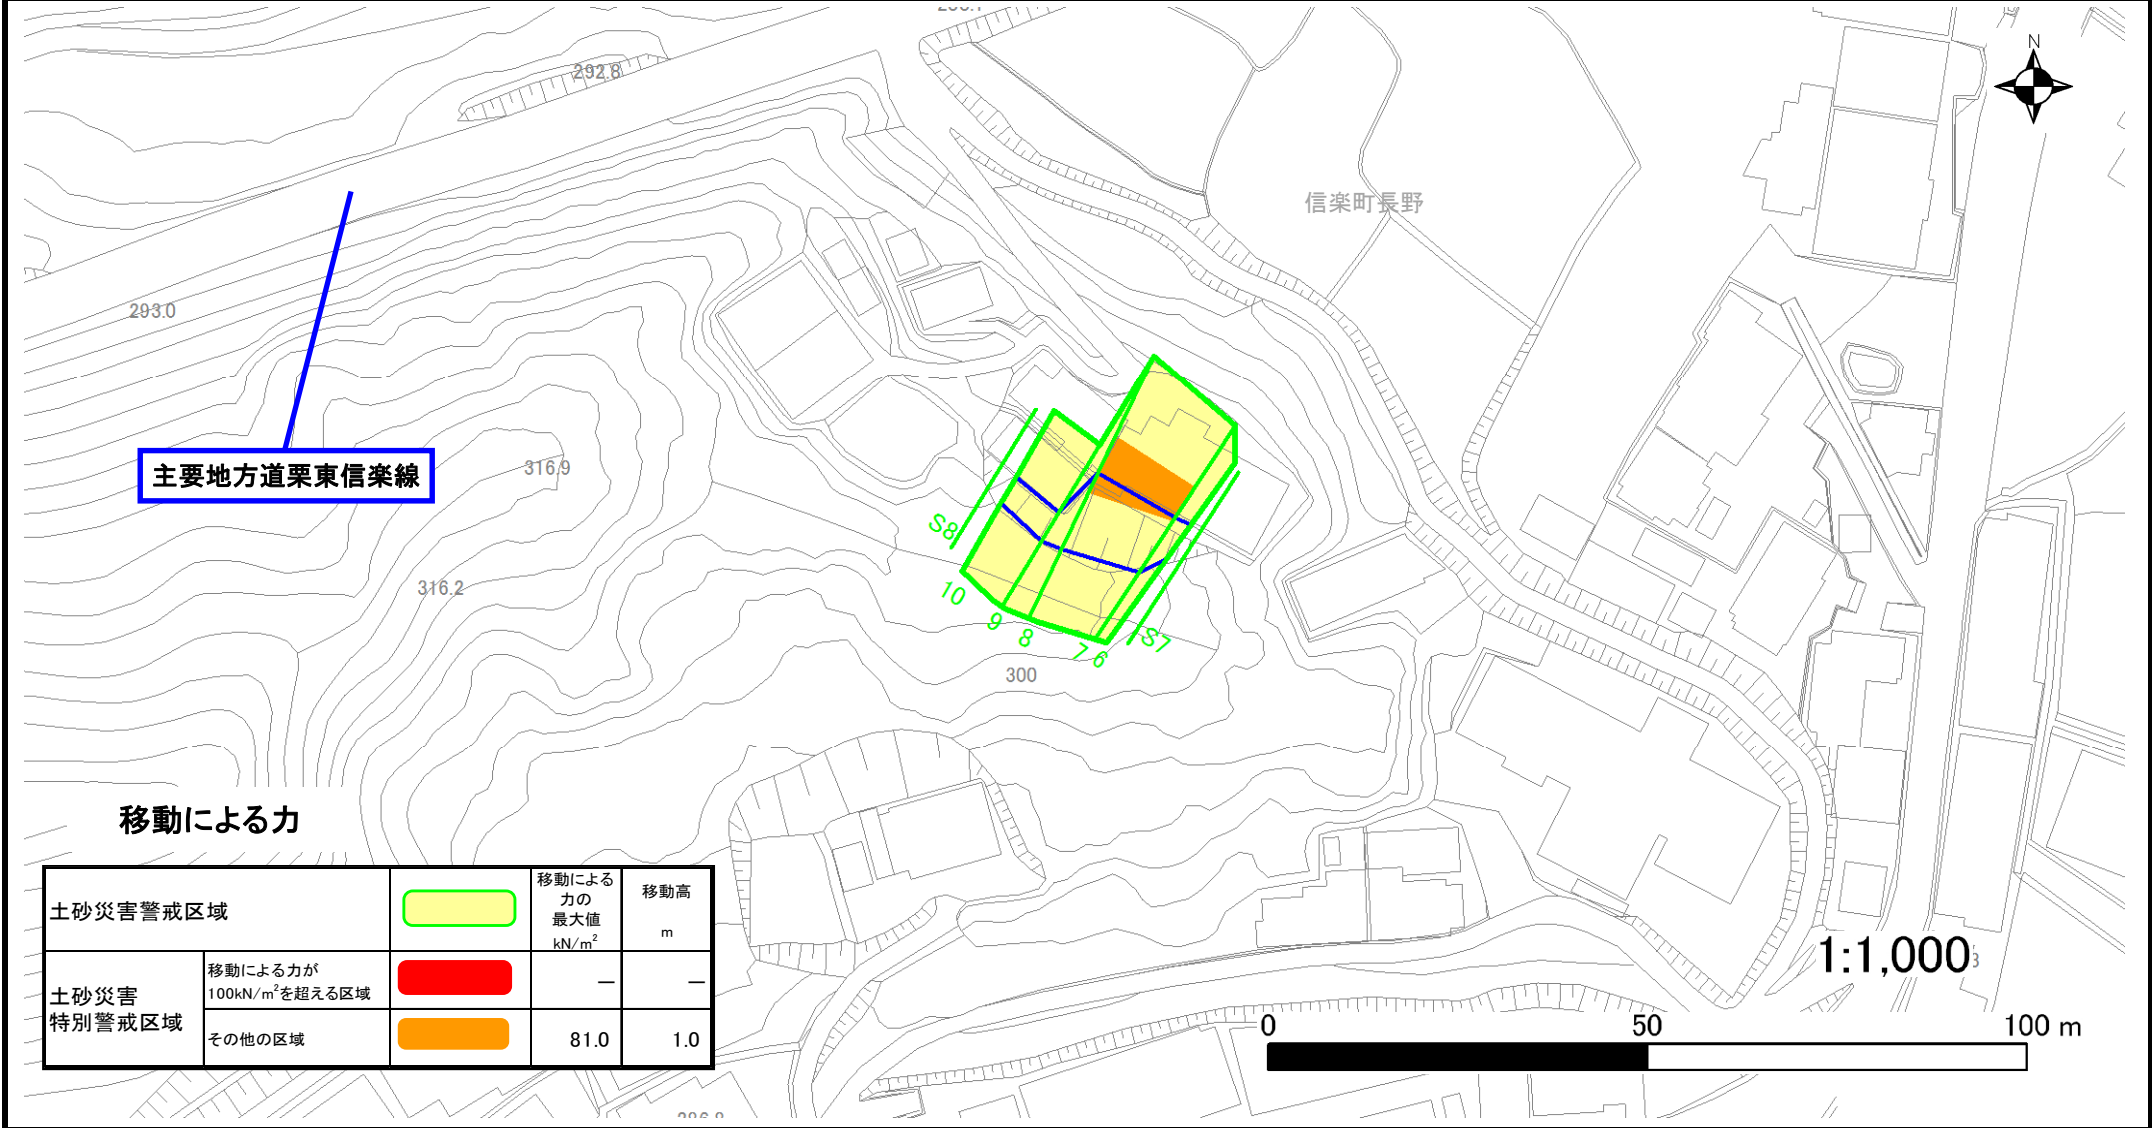 N
292.8
信楽町長野
293.0
主要地方道栗東信楽線
316.9
S8
316.2
10
9
8
7
6
S7
300
移動による力
土砂災害警戒区域
移動による
力の
最大値
kN/m²
移動高
m
土砂災害
特別警戒区域
移動による力が
100kN/m²を超える区域
－
－
その他の区域
81.0
1.0
1:1,000
0
50
100 m